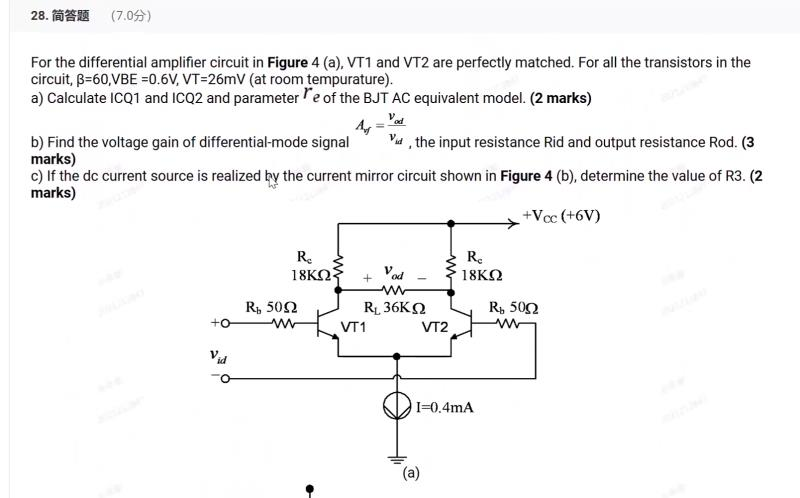 28. 简答题 (7.0分)
For the differential amplifier circuit in Figure 4 (a), VT1 and VT2 are perfectly matched. For all the transistors in the
circuit, β=60,VBE =0.6V, VT=26mV (at room tempurature).
a) Calculate ICQ1 and ICQ2 and parameter re of the BJT AC equivalent model. (2 marks)
b) Find the voltage gain of differential-mode signal Avf = vod / vid , the input resistance Rid and output resistance Rod. (3
marks)
c) If the dc current source is realized by the current mirror circuit shown in Figure 4 (b), determine the value of R3. (2
marks)
+VCC (+6V)
Rc
18KΩ
+ vod −
Rc
18KΩ
Rb 50Ω
RL 36KΩ
Rb 50Ω
+
VT1
VT2
vid
−
I=0.4mA
(a)